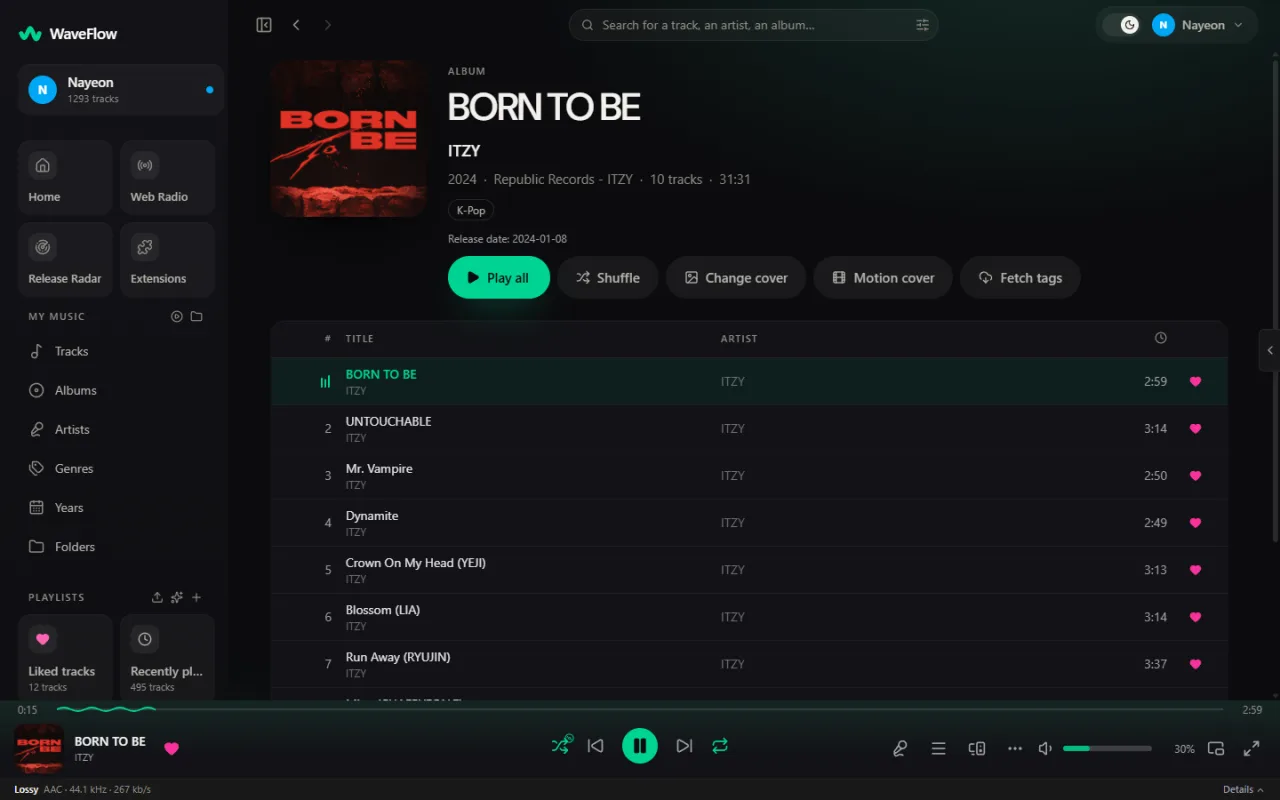 WaveFlow
Search for a track, an artist, an album...
N Nayeon
N Nayeon
1293 tracks
Home
Web Radio
Release Radar
Extensions
MY MUSIC
Tracks
Albums
Artists
Genres
Years
Folders
PLAYLISTS
Liked tracks
12 tracks
Recently pl...
495 tracks
BORN
To BE
ALBUM
BORN TO BE
ITZY
2024 · Republic Records - ITZY · 10 tracks · 31:31
K-Pop
Release date: 2024-01-08
Play all
Shuffle
Change cover
Motion cover
Fetch tags
# TITLE ARTIST
BORN TO BE ITZY 2:59
ITZY
2 UNTOUCHABLE ITZY 3:14
ITZY
3 Mr. Vampire ITZY 2:50
ITZY
4 Dynamite ITZY 2:49
ITZY
5 Crown On My Head (YEJI) ITZY 3:13
ITZY
6 Blossom (LIA) ITZY 3:14
ITZY
7 Run Away (RYUJIN) ITZY 3:37
ITZY
0:15 2:59
BORN
To BE
BORN TO BE
ITZY
30%
Lossy AAC · 44.1 kHz · 267 kb/s
Details